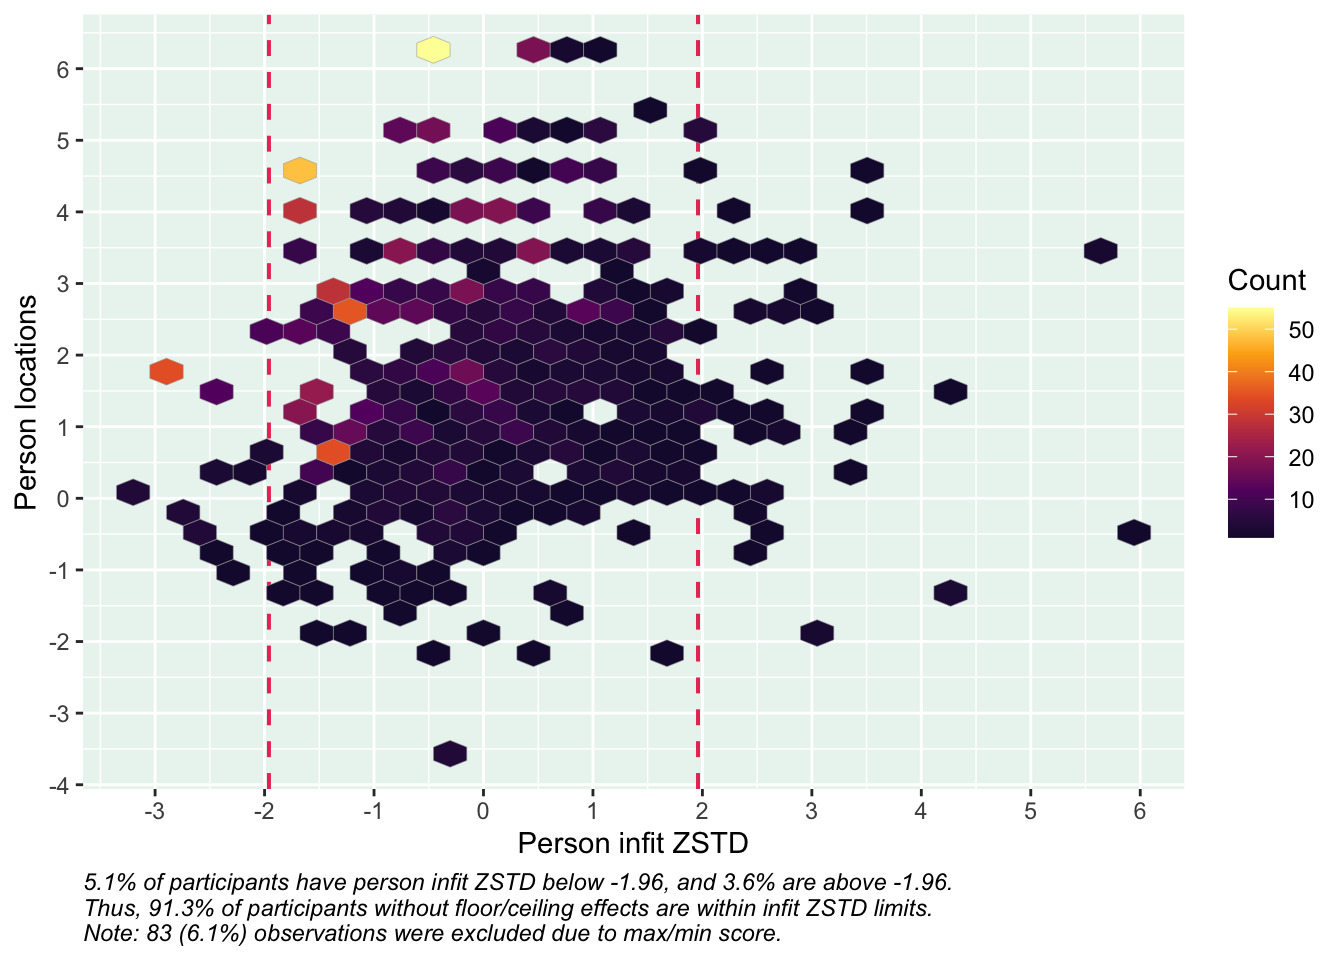 6
5
4
3
2
1
0
-1
-2
-3
-4
Person locations
-3 -2 -1 0 1 2 3 4 5 6
Person infit ZSTD
Count
50
40
30
20
10
5.1% of participants have person infit ZSTD below -1.96, and 3.6% are above -1.96.
Thus, 91.3% of participants without floor/ceiling effects are within infit ZSTD limits.
Note: 83 (6.1%) observations were excluded due to max/min score.